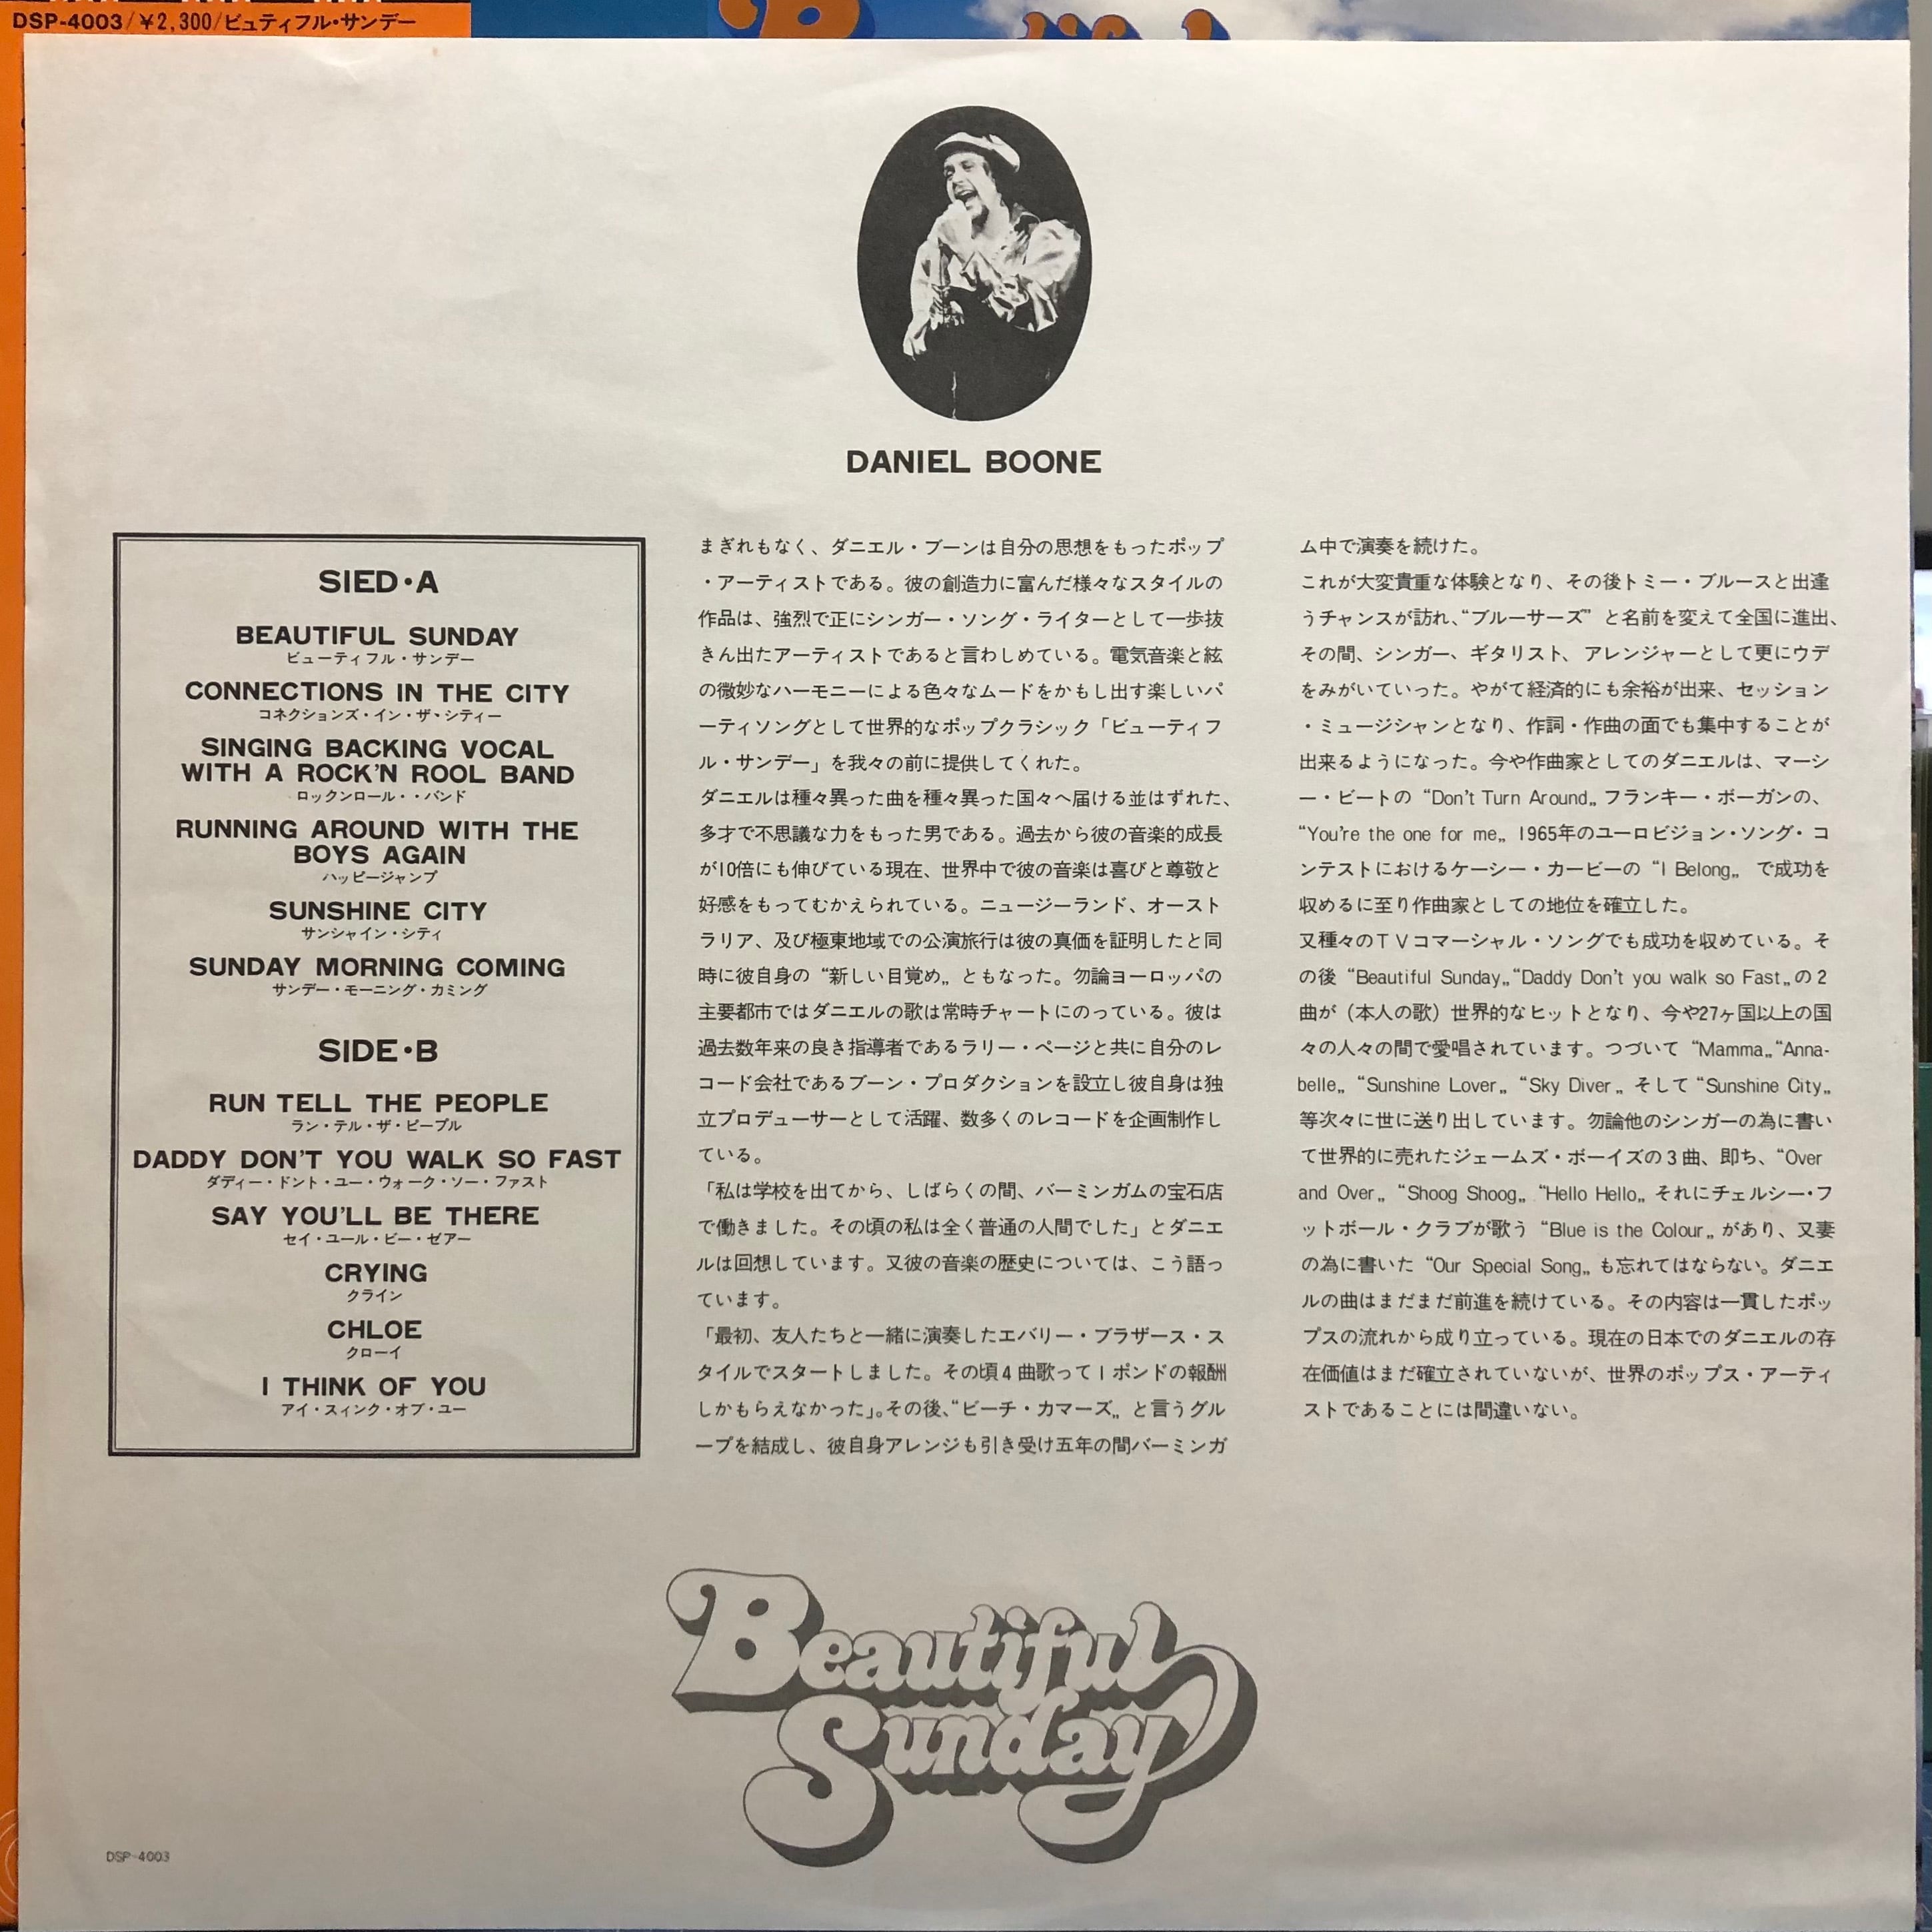 DSP-4003/¥2,300/ビュティフル・サンデー
DANIEL BOONE
SIED・A
BEAUTIFUL SUNDAY
ビューティフル・サンデー
CONNECTIONS IN THE CITY
コネクションズ・イン・ザ・シティー
SINGING BACKING VOCAL
WITH A ROCK'N ROOL BAND
ロックンロール・・バンド
RUNNING AROUND WITH THE
BOYS AGAIN
ハッピージャンプ
SUNSHINE CITY
サンシャイン・シティ
SUNDAY MORNING COMING
サンデー・モーニング・カミング
SIDE・B
RUN TELL THE PEOPLE
ラン・テル・ザ・ピープル
DADDY DON'T YOU WALK SO FAST
ダディー・ドント・ユー・ウォーク・ソー・ファスト
SAY YOU'LL BE THERE
セイ・ユール・ビー・ゼアー
CRYING
クライン
CHLOE
クローイ
I THINK OF YOU
アイ・スィンク・オブ・ユー
まぎれもなく、ダニエル・ブーンは自分の思想をもったポップ
・アーティストである。彼の創造力に富んだ様々なスタイルの
作品は、強烈で正にシンガー・ソング・ライターとして一歩抜
きん出たアーティストであると言わしめている。電気音楽と絃
の微妙なハーモニーによる色々なムードをかもし出す楽しいパ
ーティソングとして世界的なポップクラシック「ビューティフ
ル・サンデー」を我々の前に提供してくれた。
ダニエルは種々異った曲を種々異った国々へ届ける並はずれた、
多才で不思議な力をもった男である。過去から彼の音楽的成長
が10倍にも伸びている現在、世界中で彼の音楽は喜びと尊敬と
好感をもってむかえられている。ニュージーランド、オースト
ラリア、及び極東地域での公演旅行は彼の真価を証明したと同
時に彼自身の“新しい目覚め„ともなった。勿論ヨーロッパの
主要都市ではダニエルの歌は常時チャートにのっている。彼は
過去数年来の良き指導者であるラリー・ページと共に自分のレ
コード会社であるブーン・プロダクションを設立し彼自身は独
立プロデューサーとして活躍、数多くのレコードを企画制作し
ている。
「私は学校を出てから、しばらくの間、バーミンガムの宝石店
で働きました。その頃の私は全く普通の人間でした」とダニエ
ルは回想しています。又彼の音楽の歴史については、こう語っ
ています。
「最初、友人たちと一緒に演奏したエバリー・ブラザース・ス
タイルでスタートしました。その頃4曲歌って1ポンドの報酬
しかもらえなかった」。その後、“ビーチ・カマーズ„と言うグル
ープを結成し、彼自身アレンジも引き受け五年の間バーミンガ
ム中で演奏を続けた。
これが大変貴重な体験となり、その後トミー・ブルースと出逢
うチャンスが訪れ、“ブルーサーズ”と名前を変えて全国に進出、
その間、シンガー、ギタリスト、アレンジャーとして更にウデ
をみがいていった。やがて経済的にも余裕が出来、セッション
・ミュージシャンとなり、作詞・作曲の面でも集中することが
出来るようになった。今や作曲家としてのダニエルは、マーシ
ー・ビートの“Don't Turn Around„フランキー・ボーガンの、
“You're the one for me„ 1965年のユーロビジョン・ソング・コ
ンテストにおけるケーシー・カービーの“I Belong„ で成功を
収めるに至り作曲家としての地位を確立した。
又種々のTVコマーシャル・ソングでも成功を収めている。そ
の後“Beautiful Sunday„“Daddy Don't you walk so Fast„の2
曲が（本人の歌）世界的なヒットとなり、今や27ヶ国以上の国
々の人々の間で愛唱されています。つづいて“Mamma„“Anna-
belle„ “Sunshine Lover„ “Sky Diver„ そして“Sunshine City„
等次々に世に送り出しています。勿論他のシンガーの為に書い
て世界的に売れたジェームズ・ボーイズの3曲、即ち、“Over
and Over„ “Shoog Shoog„ “Hello Hello„ それにチェルシー・フ
ットボール・クラブが歌う“Blue is the Colour„があり、又妻
の為に書いた“Our Special Song„も忘れてはならない。ダニエ
ルの曲はまだまだ前進を続けている。その内容は一貫したポッ
プスの流れから成り立っている。現在の日本でのダニエルの存
在価値はまだ確立されていないが、世界のポップス・アーティ
ストであることには間違いない。
Beautiful
Sunday
DSP-4003